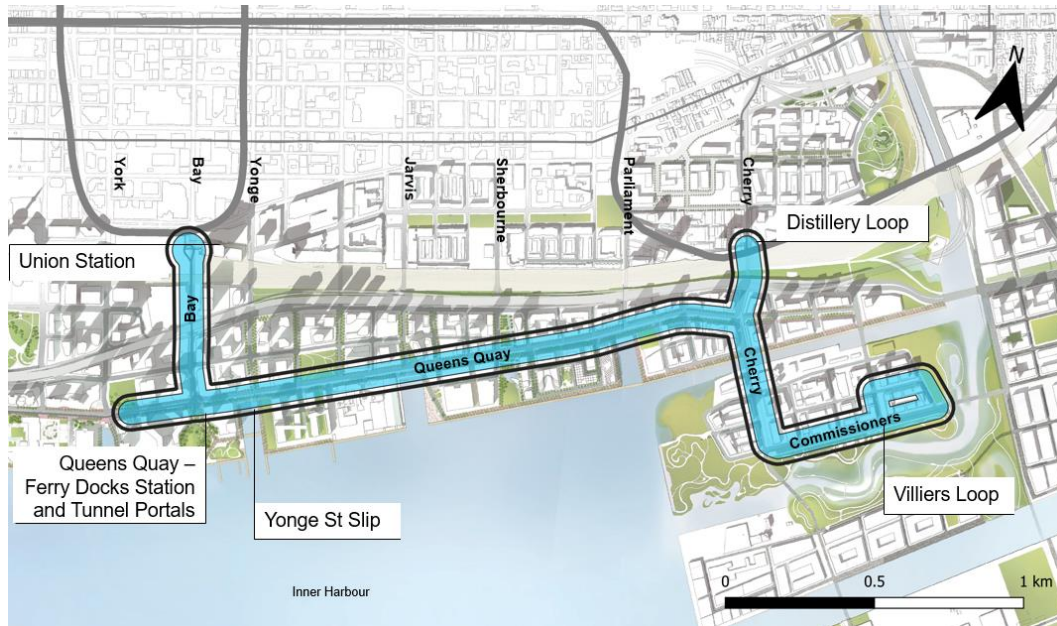 N
York
Bay
Yonge
Jarvis
Sherbourne
Parliament
Cherry
Distillery Loop
Union Station
Bay
Queens Quay
Cherry
Commissioners
Queens Quay –
Ferry Docks Station
and Tunnel Portals
Yonge St Slip
Villiers Loop
0 0.5 1 km
Inner Harbour